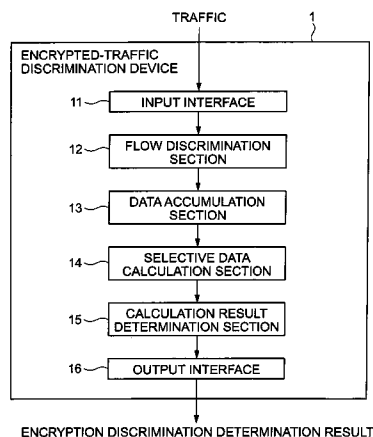 TRAFFIC
1
ENCRYPTED-TRAFFIC
DISCRIMINATION DEVICE
11
INPUT INTERFACE
12
FLOW DISCRIMINATION
SECTION
13
DATA ACCUMULATION
SECTION
14
SELECTIVE DATA
CALCULATION SECTION
15
CALCULATION RESULT
DETERMINATION SECTION
16
OUTPUT INTERFACE
ENCRYPTION DISCRIMINATION DETERMINATION RESULT